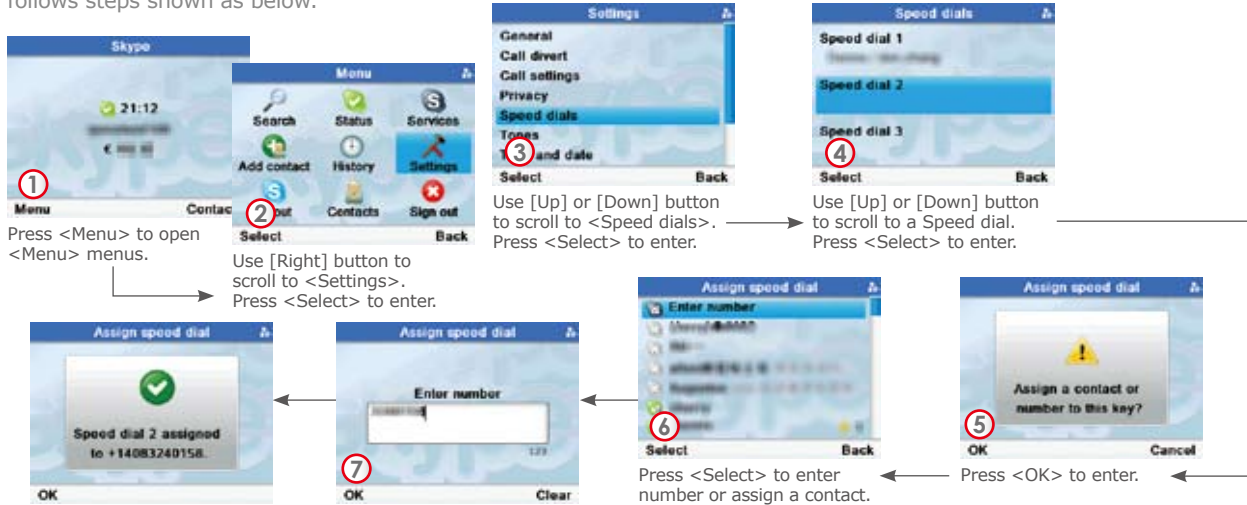 follows steps shown as below.
Skype
21:12
€
1
Menu
Press <Menu> to open
<Menu> menus.
Menu
Search Status Services
Add contact History Settings
Contacts Sign out
2
Select Back
Use [Right] button to
scroll to <Settings>.
Press <Select> to enter.
Settings
General
Call divert
Call settings
Privacy
Speed dials
Tones
and date
3
Select Back
Use [Up] or [Down] button
to scroll to <Speed dials>.
Press <Select> to enter.
Speed dials
Speed dial 1
Speed dial 2
Speed dial 3
4
Select Back
Use [Up] or [Down] button
to scroll to a Speed dial.
Press <Select> to enter.
Assign speed dial
Assign a contact or
number to this key?
5
OK Cancel
Press <OK> to enter.
Assign speed dial
Enter number
6
Select Back
Press <Select> to enter
number or assign a contact.
Assign speed dial
Enter number
123
7
OK Clear
Assign speed dial
Speed dial 2 assigned
to +14083240158.
OK